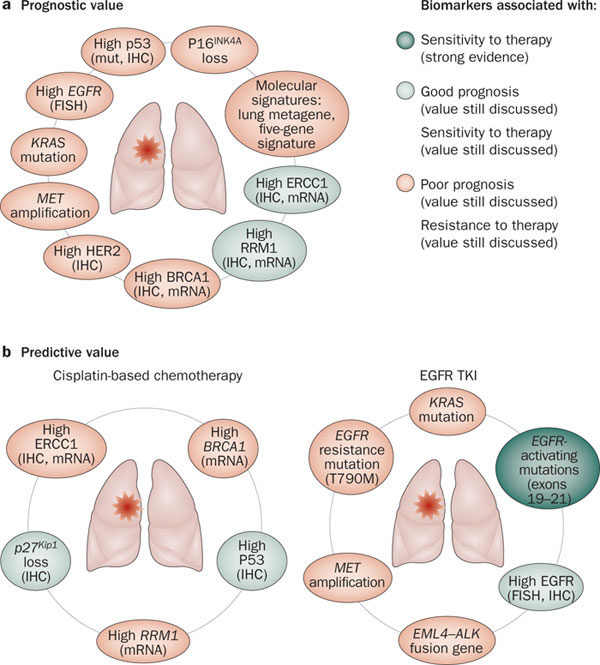 a Prognostic value
High p53
(mut, IHC)
P16INK4A
loss
High EGFR
(FISH)
Molecular
signatures:
lung metagene,
five-gene
signature
KRAS
mutation
MET
amplification
High ERCC1
(IHC, mRNA)
High HER2
(IHC)
High
RRM1
(IHC, mRNA)
High BRCA1
(IHC, mRNA)
Biomarkers associated with:
Sensitivity to therapy
(strong evidence)
Good prognosis
(value still discussed)
Sensitivity to therapy
(value still discussed)
Poor prognosis
(value still discussed)
Resistance to therapy
(value still discussed)
b Predictive value
Cisplatin-based chemotherapy
High
ERCC1
(IHC, mRNA)
High
BRCA1
(mRNA)
p27Kip1
loss
(IHC)
High
P53
(IHC)
High RRM1
(mRNA)
EGFR TKI
KRAS
mutation
EGFR
resistance
mutation
(T790M)
EGFR-
activating
mutations
(exons
19–21)
MET
amplification
High EGFR
(FISH, IHC)
EML4–ALK
fusion gene